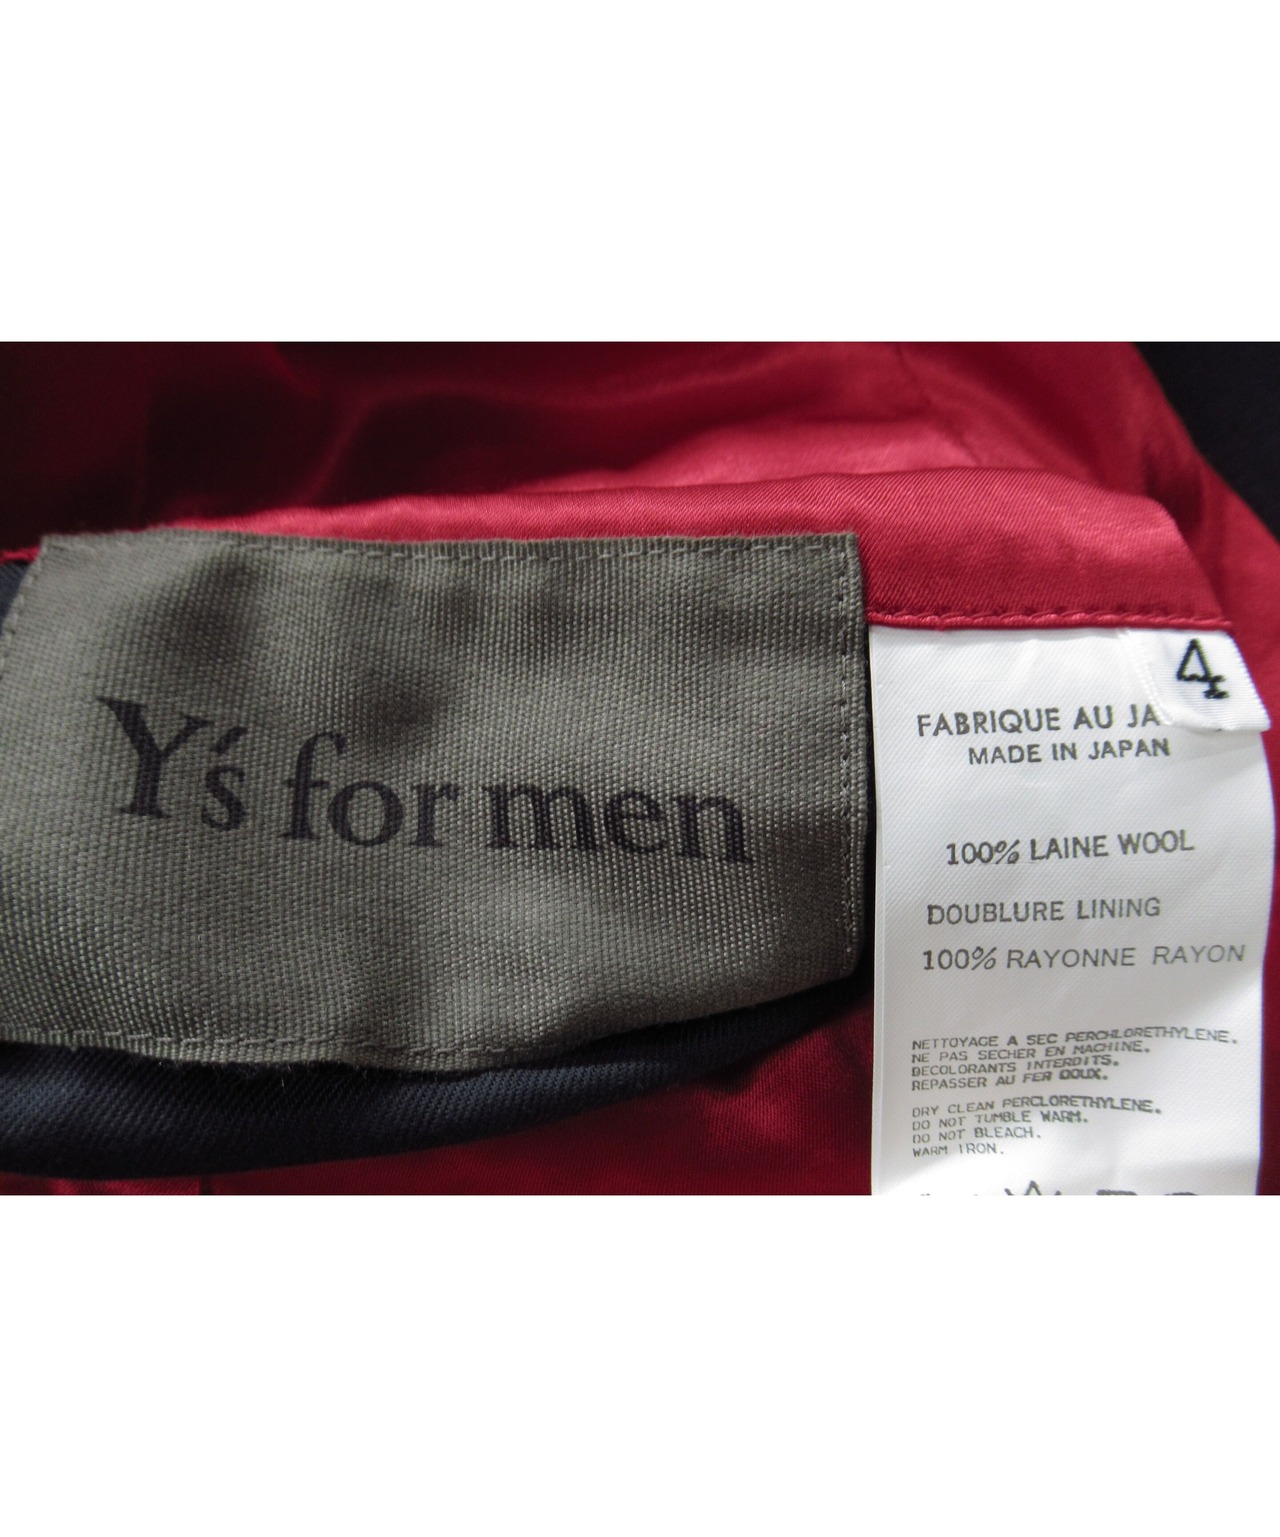 Y's for men
4
FABRIQUE AU JA
MADE IN JAPAN
100% LAINE WOOL
DOUBLURE LINING
100% RAYONNE RAYON
NETTOYAGE A SEC PERCHLORETHYLENE.
NE PAS SECHER EN MACHINE.
DECOLORANTS INTERDITS.
REPASSER AU FER DOUX.
DRY CLEAN PERCLORETHYLENE.
DO NOT TUMBLE WARM.
DO NOT BLEACH.
WARM IRON.